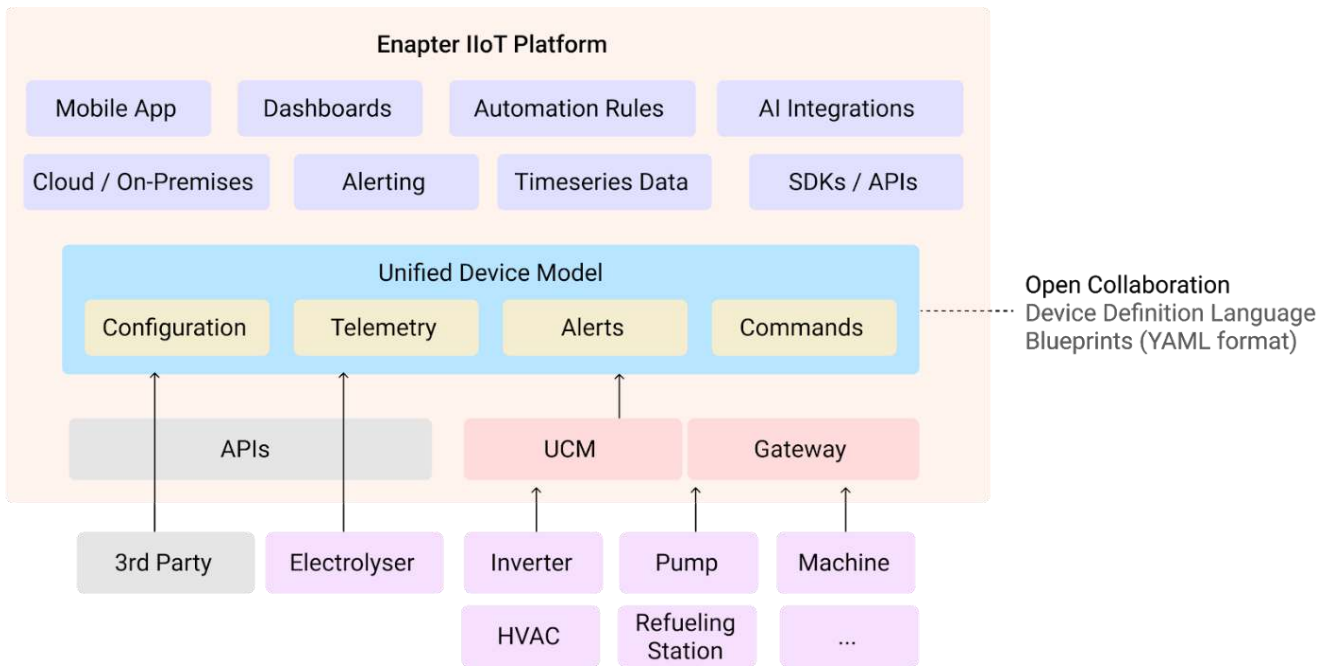 Enapter IIoT Platform
Mobile App
Dashboards
Automation Rules
AI Integrations
Cloud / On-Premises
Alerting
Timeseries Data
SDKs / APIs
Unified Device Model
Configuration
Telemetry
Alerts
Commands
Open Collaboration
Device Definition Language
Blueprints (YAML format)
APIs
UCM
Gateway
3rd Party
Electrolyser
Inverter
Pump
Machine
HVAC
Refueling
Station
...